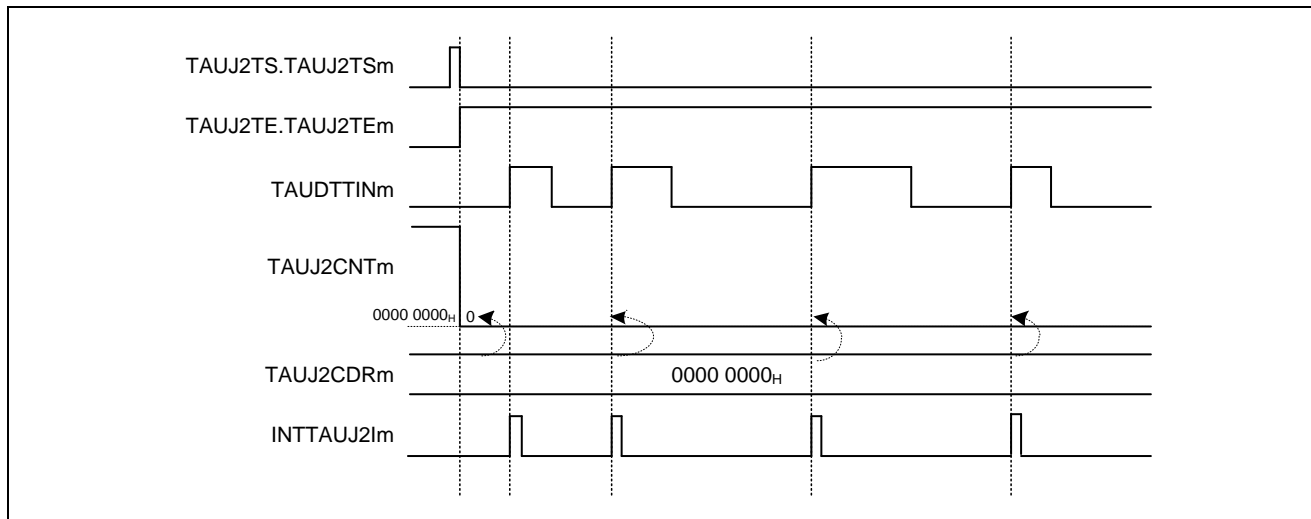 TAUJ2TS.TAUJ2TSm
TAUJ2TE.TAUJ2TEm
TAUDTTINm
TAUJ2CNTm
0000 0000H 0
TAUJ2CDRm 0000 0000H
INTTAUJ2Im